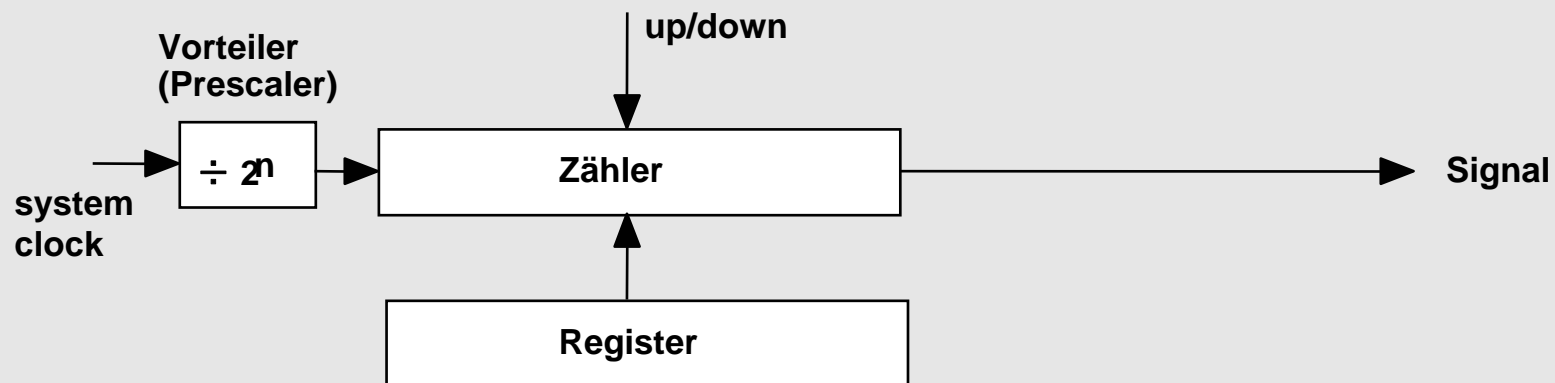 up/down
Vorteiler
(Prescaler)
÷ 2n
Zähler
Signal
system
clock
Register